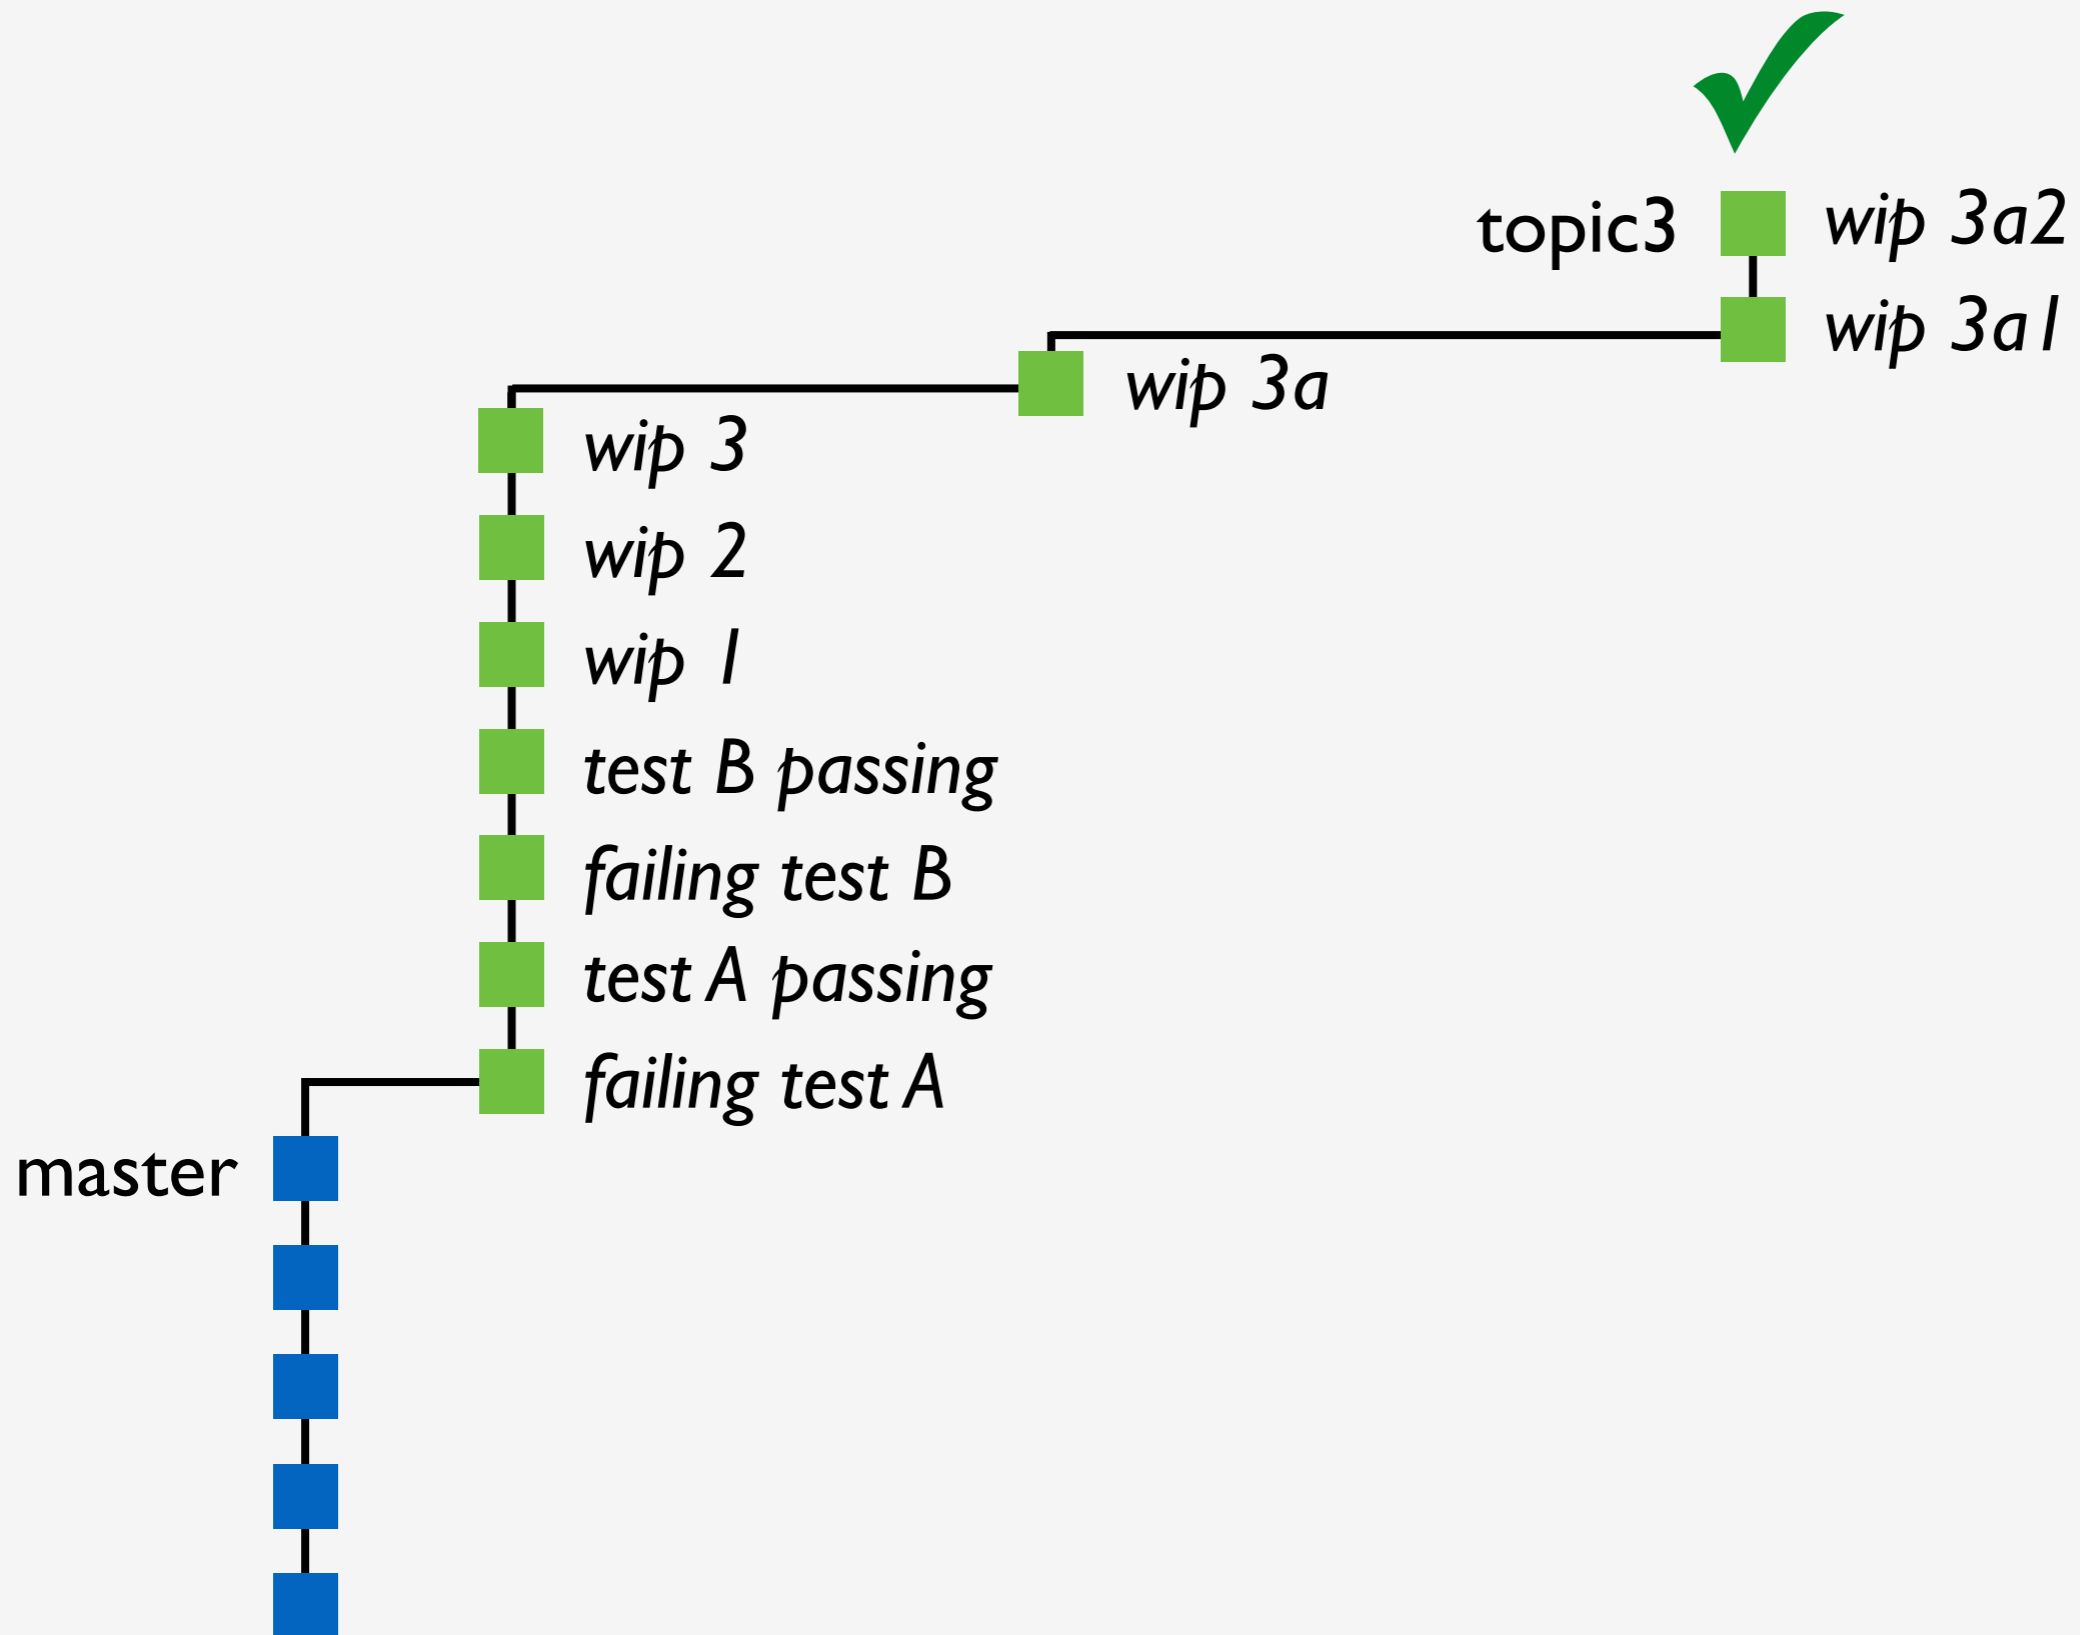 topic3
wip 3a2
wip 3a1
wip 3a
wip 3
wip 2
wip 1
test B passing
failing test B
test A passing
failing test A
master